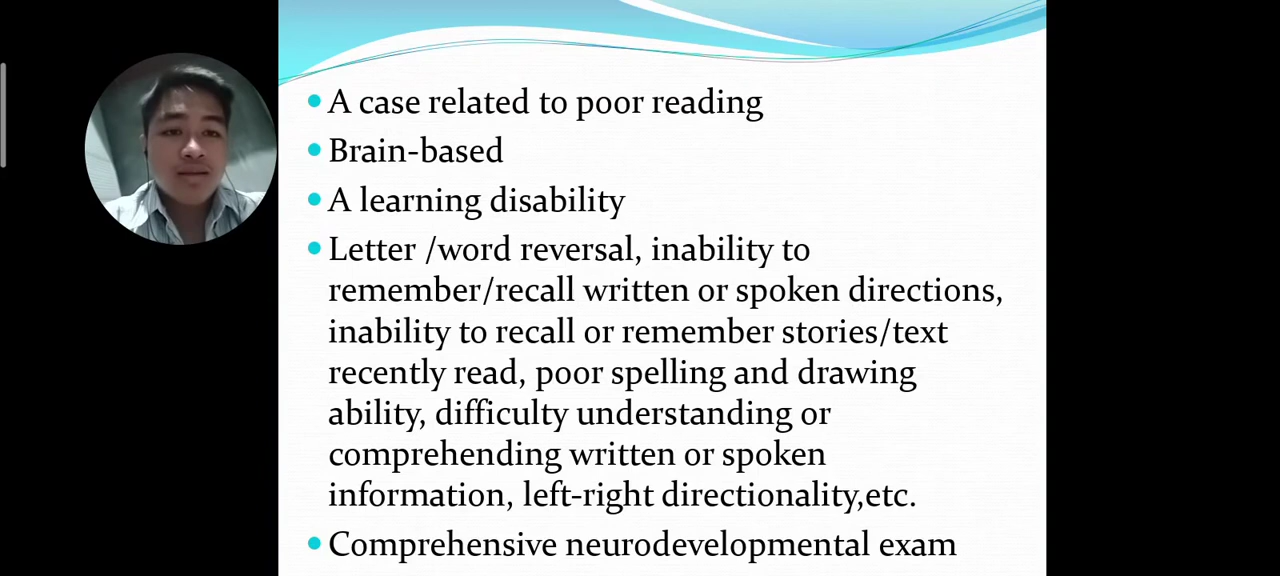 A case related to poor reading
Brain-based
A learning disability
Letter /word reversal, inability to
remember/recall written or spoken directions,
inability to recall or remember stories/text
recently read, poor spelling and drawing
ability, difficulty understanding or
comprehending written or spoken
information, left-right directionality,etc.
Comprehensive neurodevelopmental exam